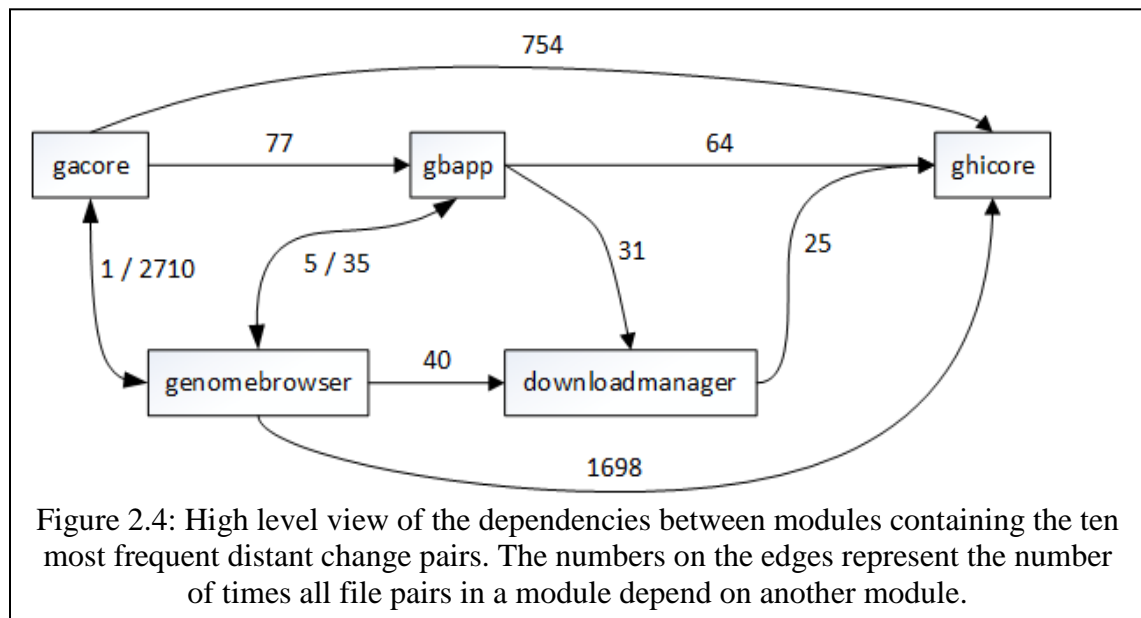 754
77
64
gacore
gbapp
ghicore
1 / 2710
5 / 35
31
25
genomebrowser
40
downloadmanager
1698
Figure 2.4: High level view of the dependencies between modules containing the ten
most frequent distant change pairs. The numbers on the edges represent the number
of times all file pairs in a module depend on another module.